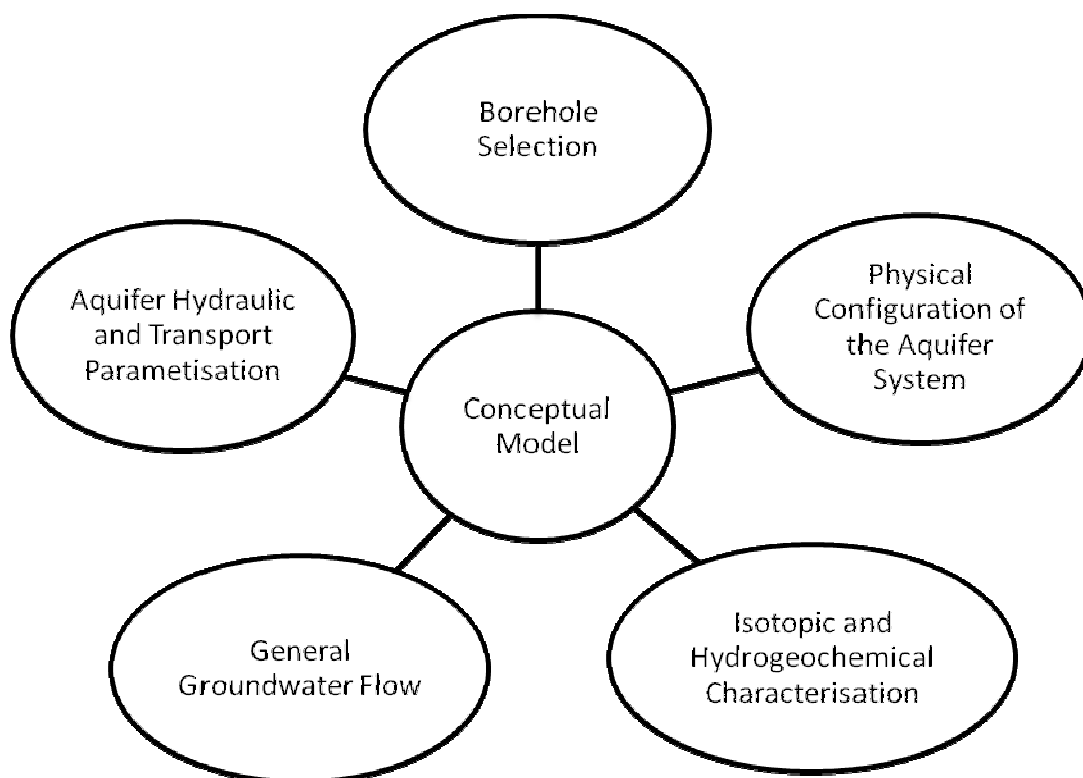 Borehole
Selection
Physical
Configuration of
the Aquifer
System
Isotopic and
Hydrogeochemical
Characterisation
General
Groundwater Flow
Aquifer Hydraulic
and Transport
Parametisation
Conceptual
Model